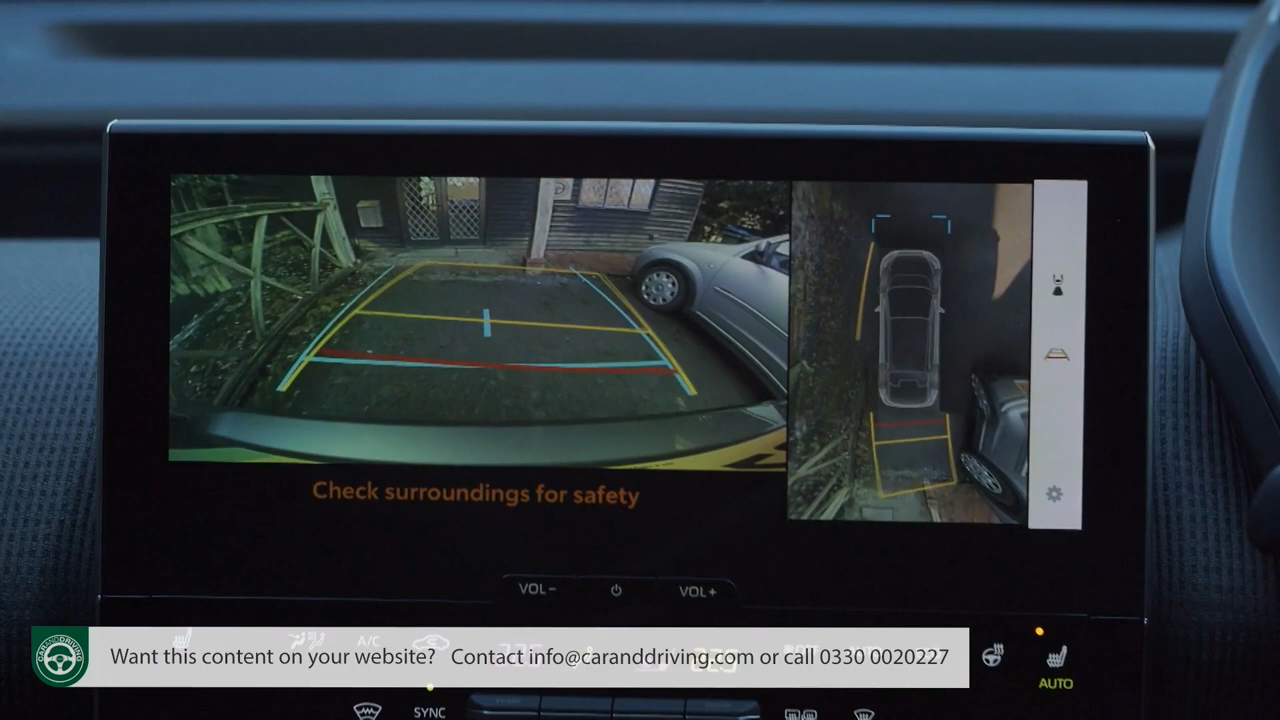 Check surroundings for safety
VOL-
VOL+
A/C
CARANDDRIVING
Want this content on your website? Contact info@caranddriving.com or call 0330 0020227
AUTO
SYNC